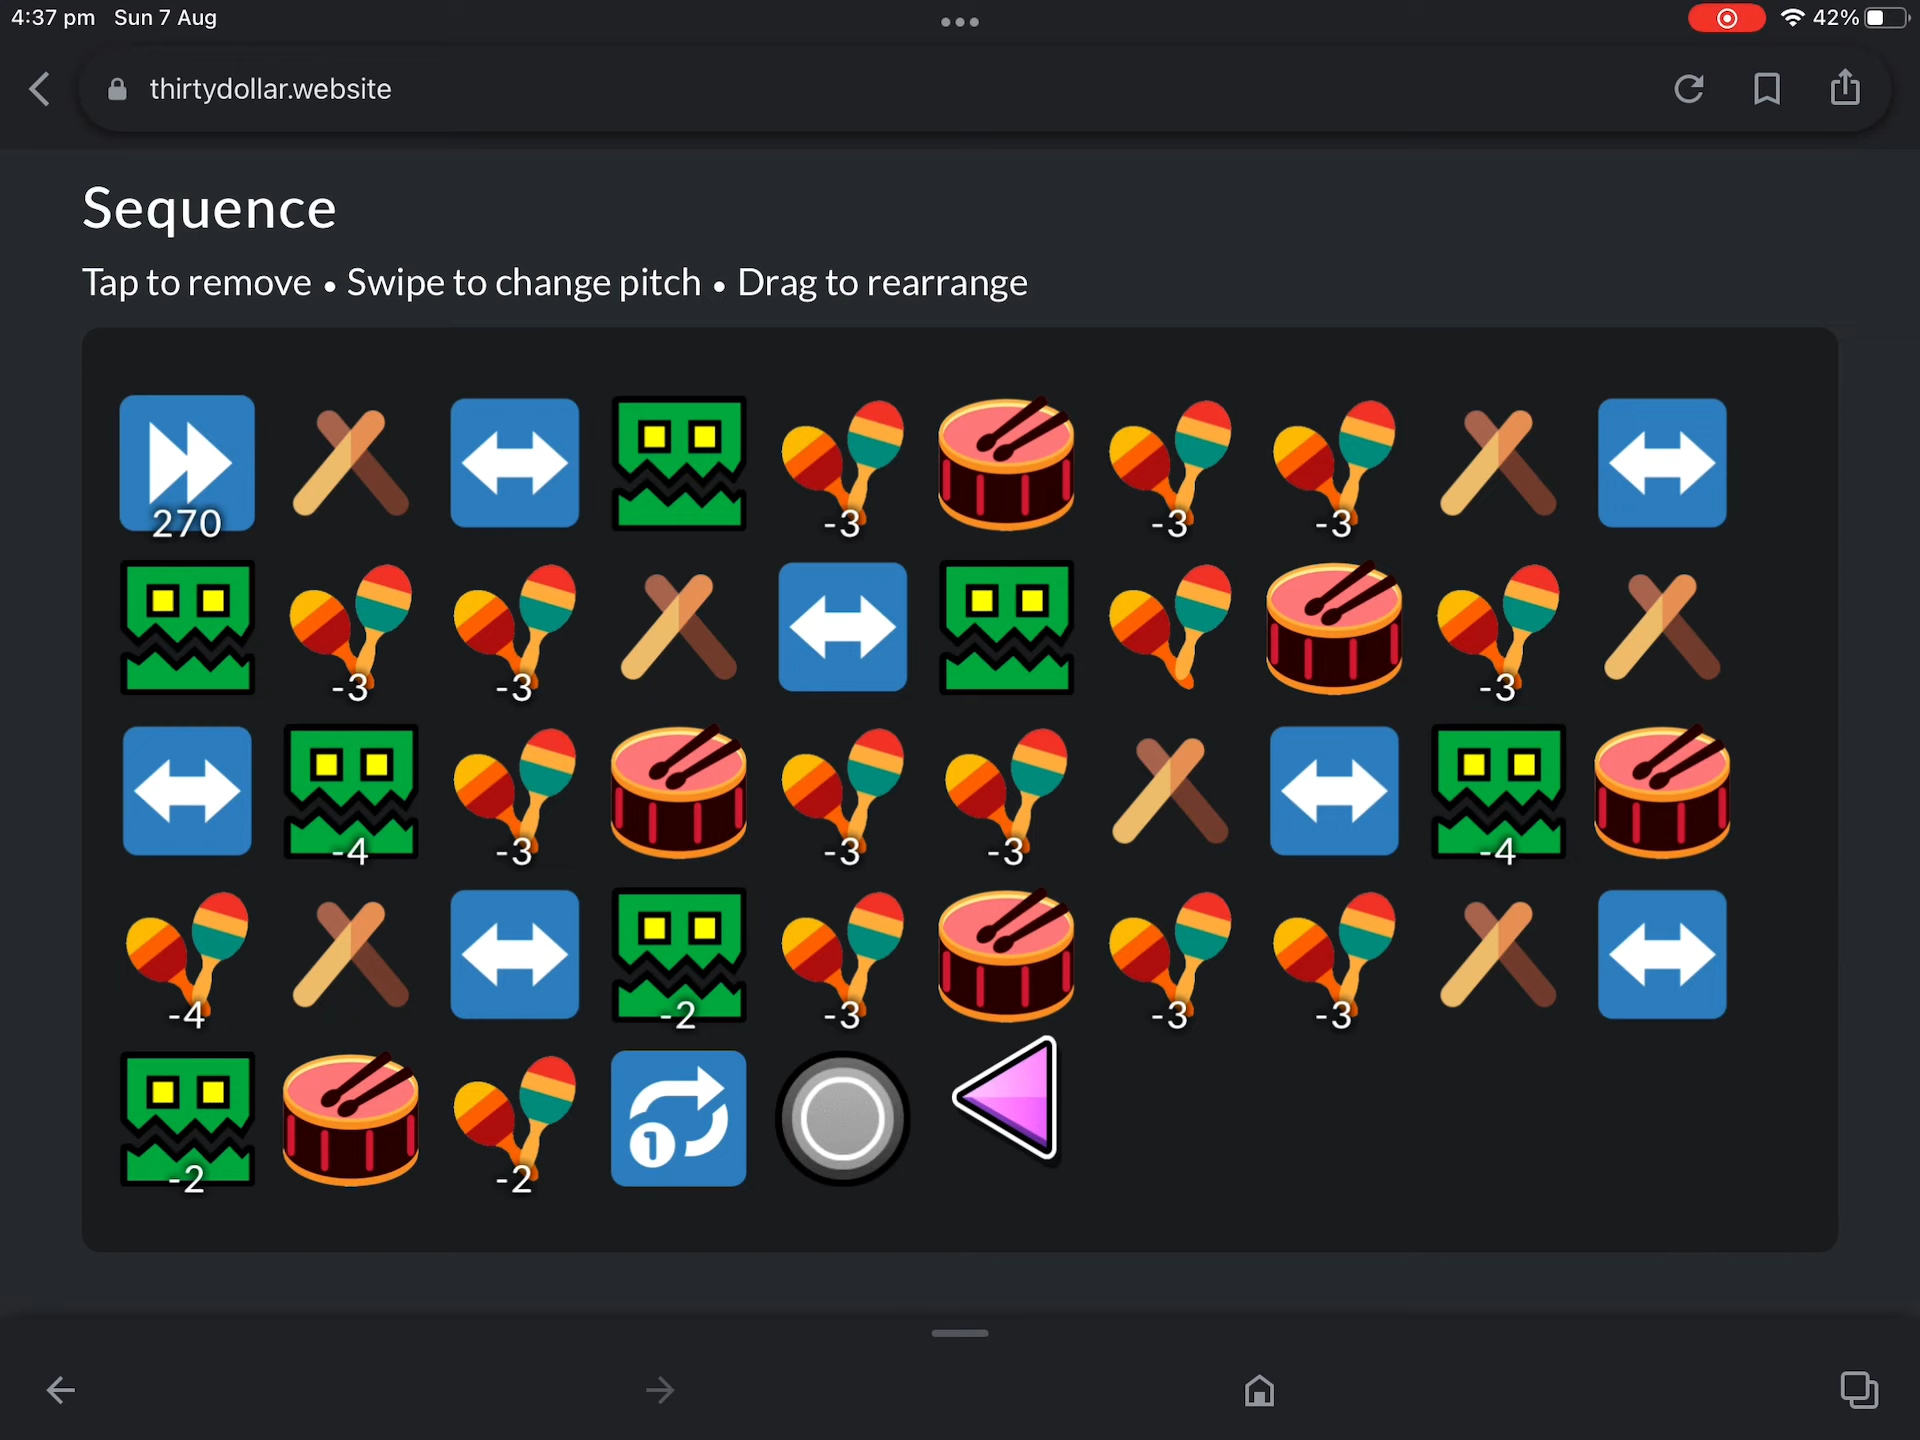 4:37 pm Sun 7 Aug 42%
thirtydollar.website
Sequence
Tap to remove • Swipe to change pitch • Drag to rearrange
270 -3 -3 -3
-3 -3 -3
-4 -3 -3 -3 -4
-4 -2 -3 -3 -3
-2 -2 1